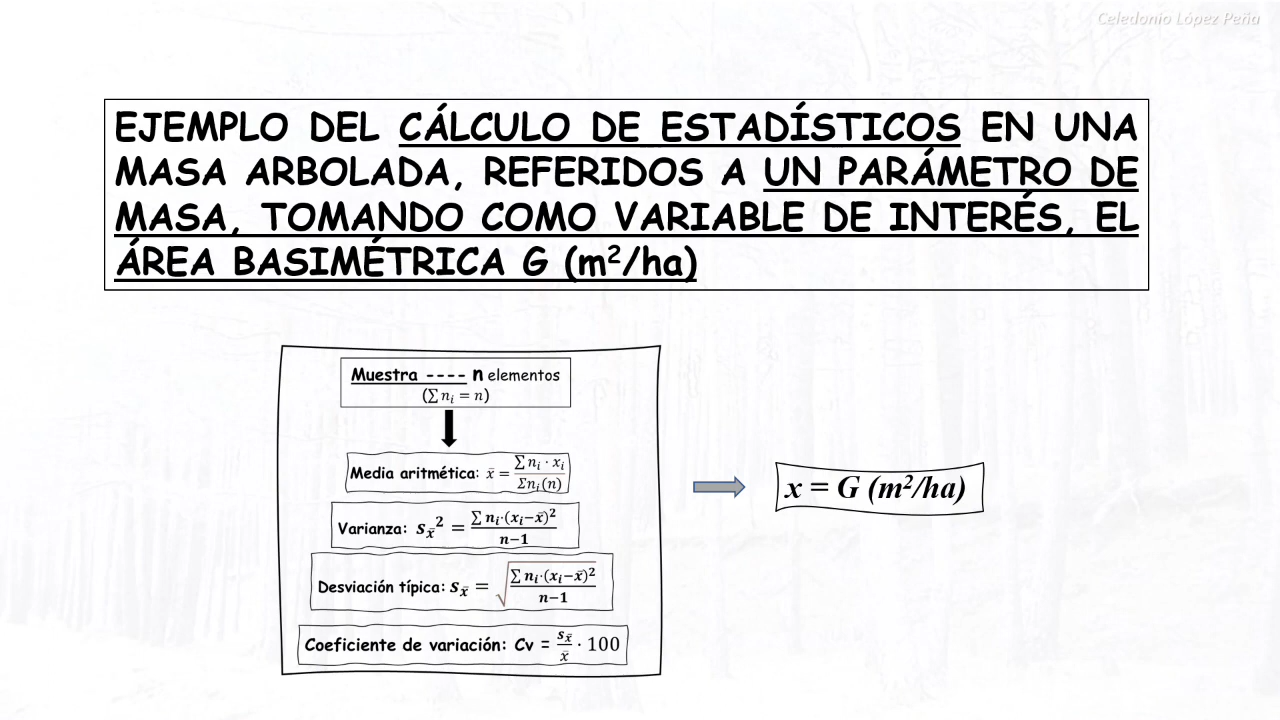 Celedonio López Peña
EJEMPLO DEL CÁLCULO DE ESTADÍSTICOS EN UNA
MASA ARBOLADA, REFERIDOS A UN PARÁMETRO DE
MASA, TOMANDO COMO VARIABLE DE INTERÉS, EL
ÁREA BASIMÉTRICA G (m²/ha)
Muestra ---- n elementos
(∑ nᵢ = n)
Media aritmética: x̄ = ∑ nᵢ · xᵢ / Σnᵢ(n)
Varianza: s_x̄² = ∑ nᵢ·(xᵢ−x̄)² / n−1
Desviación típica: s_x̄ = √(∑ nᵢ·(xᵢ−x̄)² / n−1)
Coeficiente de variación: Cv = s_x̄ / x̄ · 100
x = G (m²/ha)